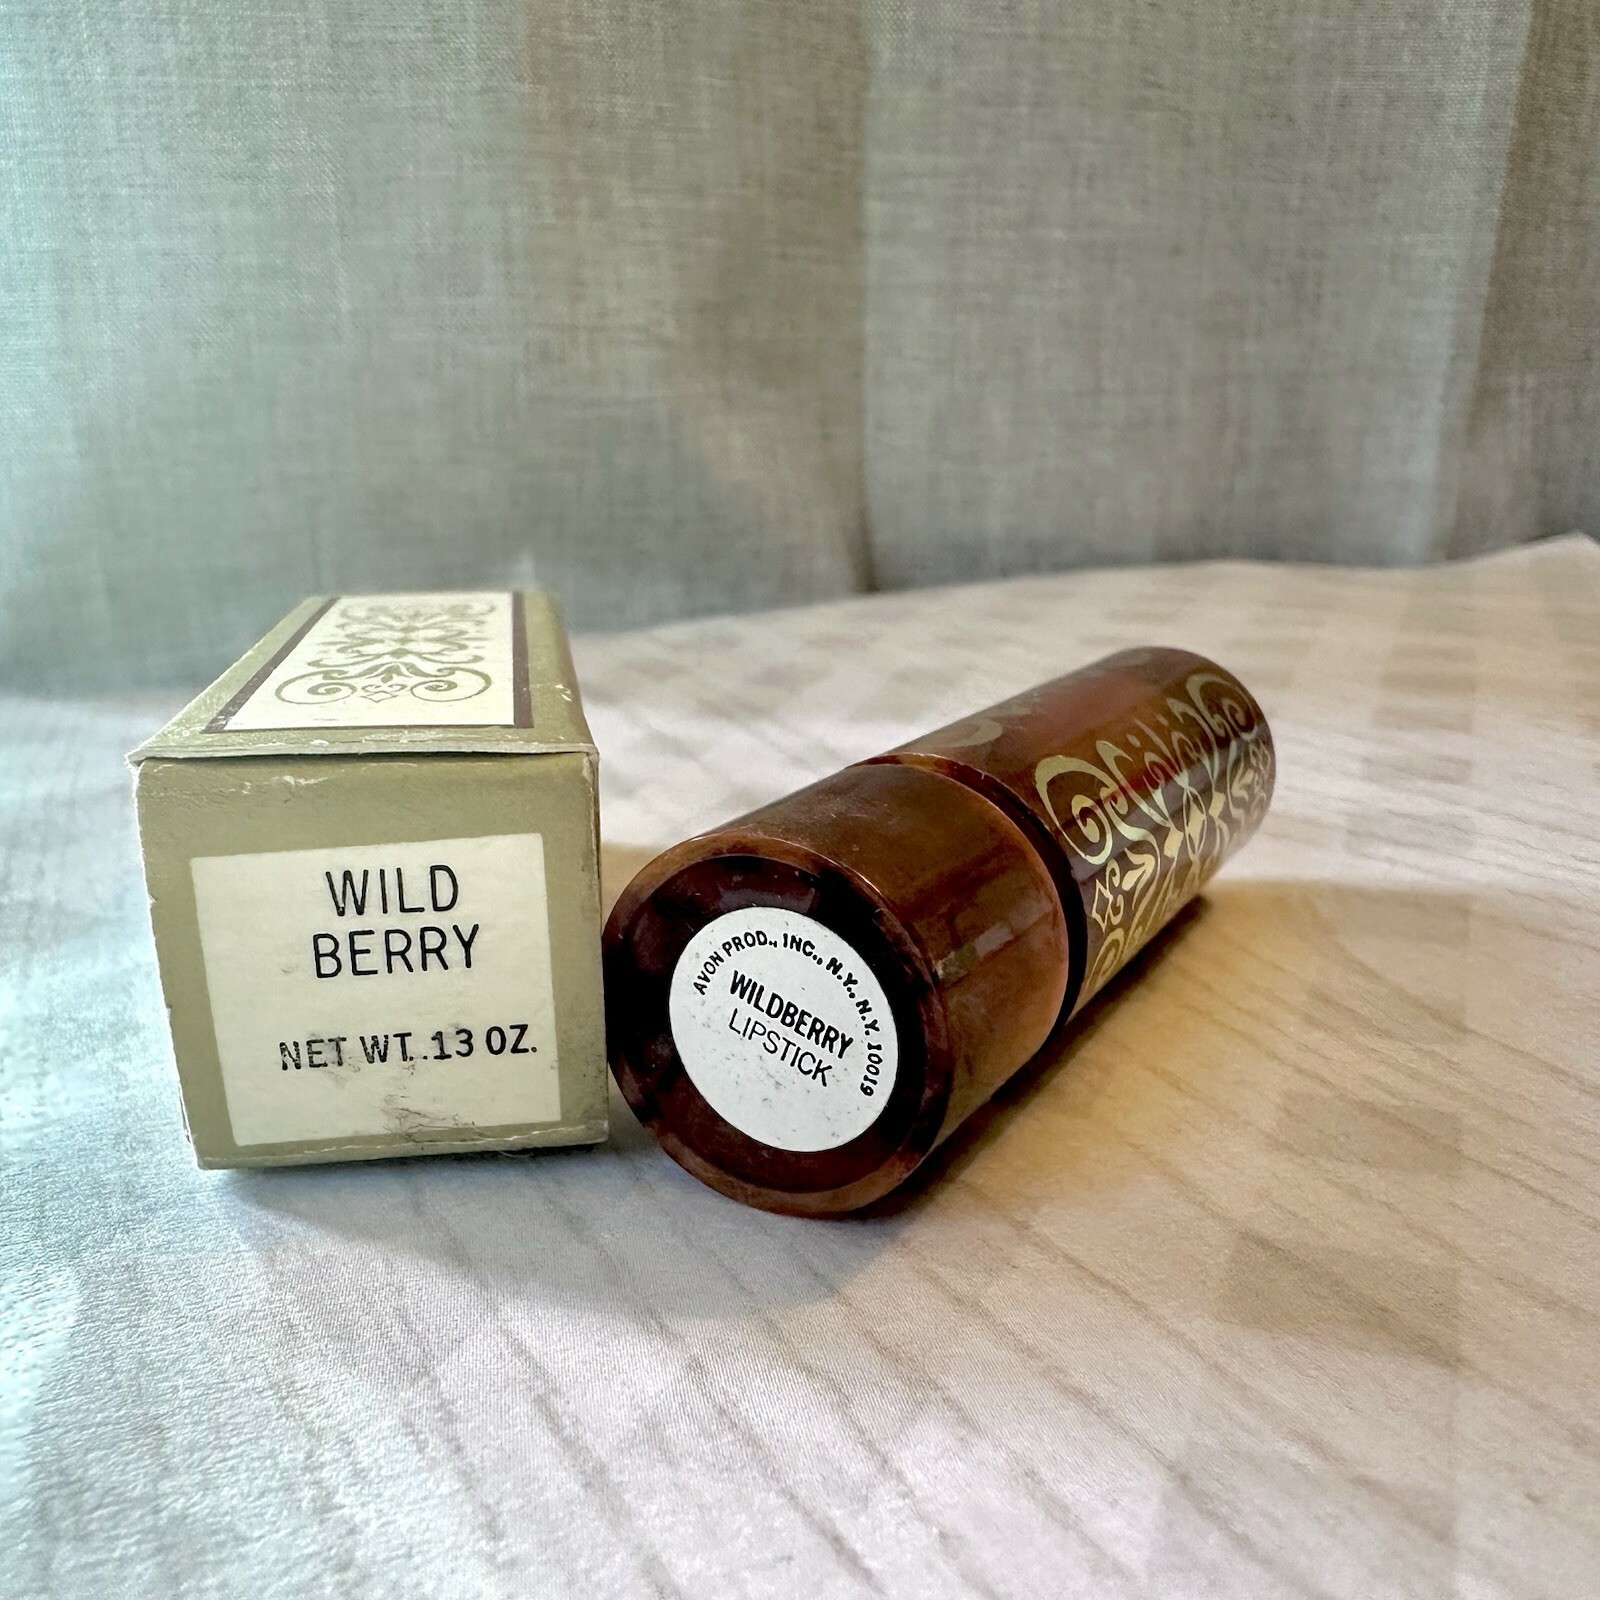 WILD
BERRY
NET WT. .13 OZ.
AVON PROD., INC., N.Y., N.Y. 10019
WILDBERRY
LIPSTICK